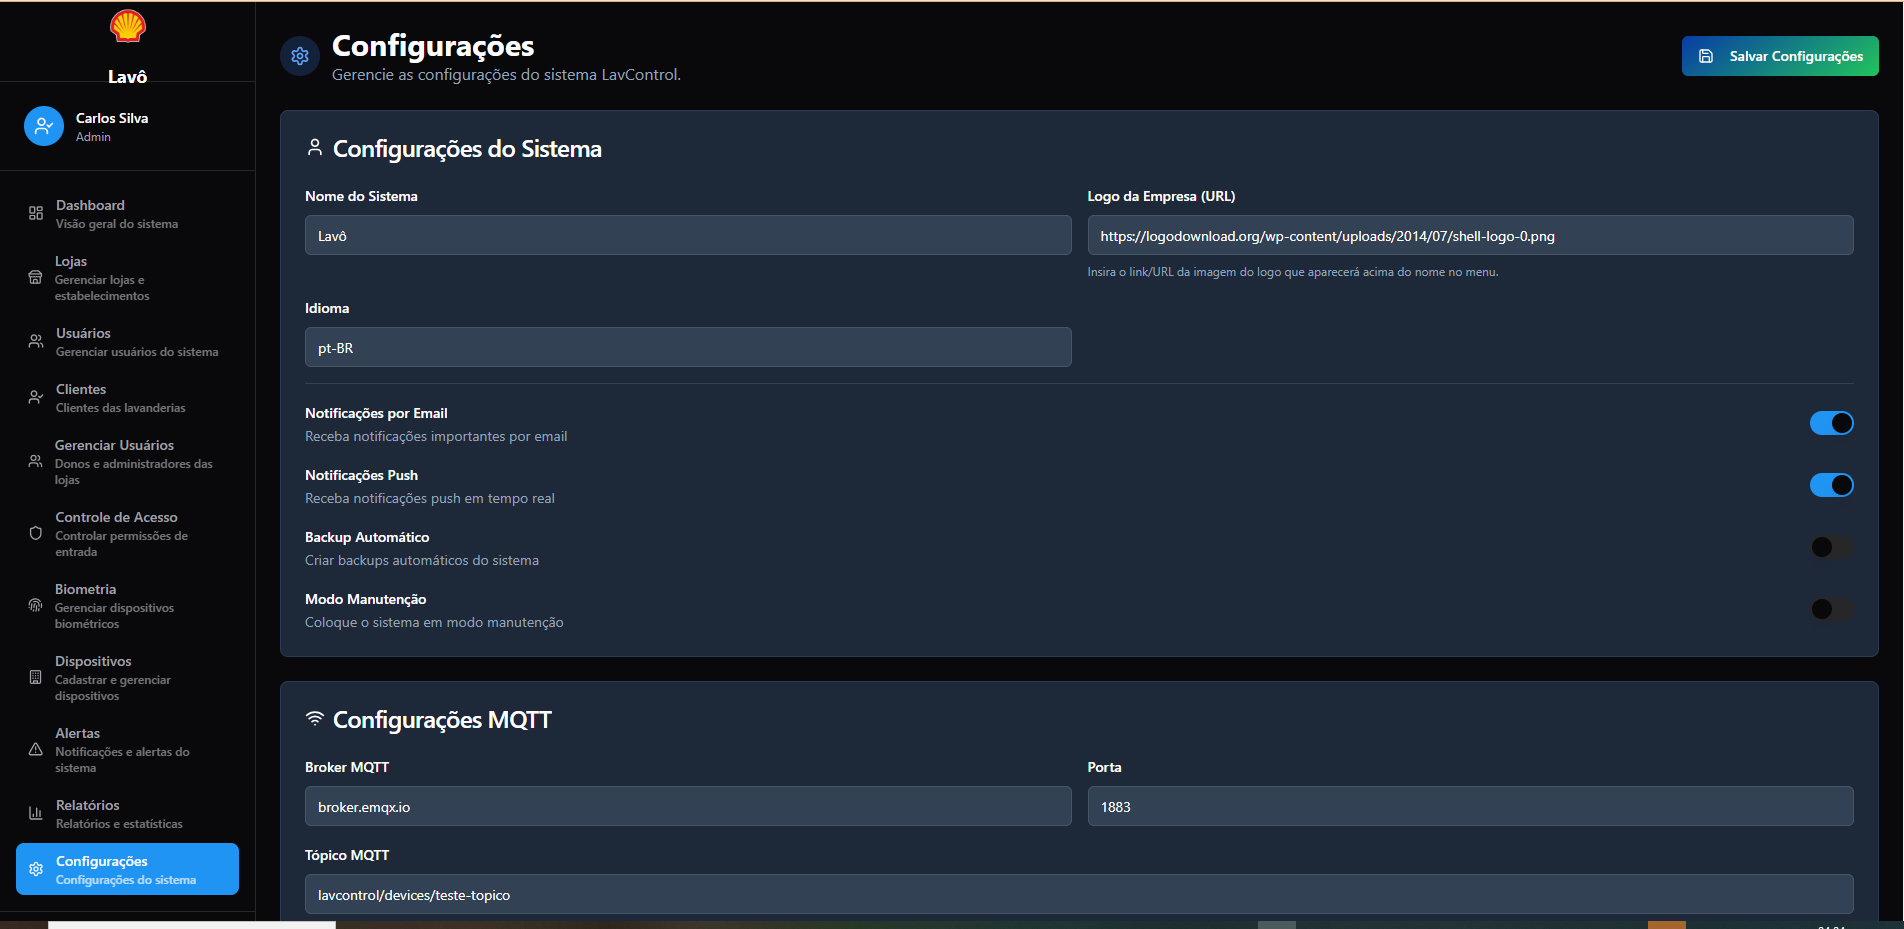 Lavô
Carlos Silva
Admin
Dashboard
Visão geral do sistema
Lojas
Gerenciar lojas e
estabelecimentos
Usuários
Gerenciar usuários do sistema
Clientes
Clientes das lavanderias
Gerenciar Usuários
Donos e administradores das
lojas
Controle de Acesso
Controlar permissões de
entrada
Biometria
Gerenciar dispositivos
biométricos
Dispositivos
Cadastrar e gerenciar
dispositivos
Alertas
Notificações e alertas do
sistema
Relatórios
Relatórios e estatísticas
Configurações
Configurações do sistema
Configurações
Gerencie as configurações do sistema LavControl.
Salvar Configurações
Configurações do Sistema
Nome do Sistema
Lavô
Logo da Empresa (URL)
https://logodownload.org/wp-content/uploads/2014/07/shell-logo-0.png
Insira o link/URL da imagem do logo que aparecerá acima do nome no menu.
Idioma
pt-BR
Notificações por Email
Receba notificações importantes por email
Notificações Push
Receba notificações push em tempo real
Backup Automático
Criar backups automáticos do sistema
Modo Manutenção
Coloque o sistema em modo manutenção
Configurações MQTT
Broker MQTT
broker.emqx.io
Porta
1883
Tópico MQTT
lavcontrol/devices/teste-topico